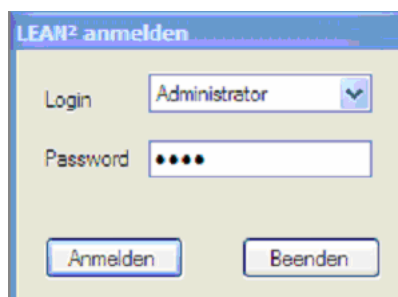 LEAN² anmelden
Login Administrator
Password ••••
Anmelden Beenden